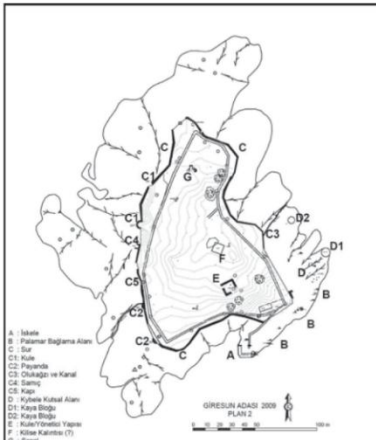 C
C
C1
G
C1
D2
C3
C4
D1
D
F
C5
E
B
C2
B
C2
C
A
B
A : İskele
B : Palamar Bağlama Alanı
C : Sur
C1: Kule
C2: Payanda
C3: Olukağzı ve Kanal
C4: Sarnıç
C5: Kapı
D : Kybele Kutsal Alanı
D1: Kaya Bloğu
D2: Kaya Bloğu
E : Kule/Yönetici Yapısı
F : Kilise Kalıntısı (?)
GİRESUN ADASI 2009
PLAN 2
0
100 m